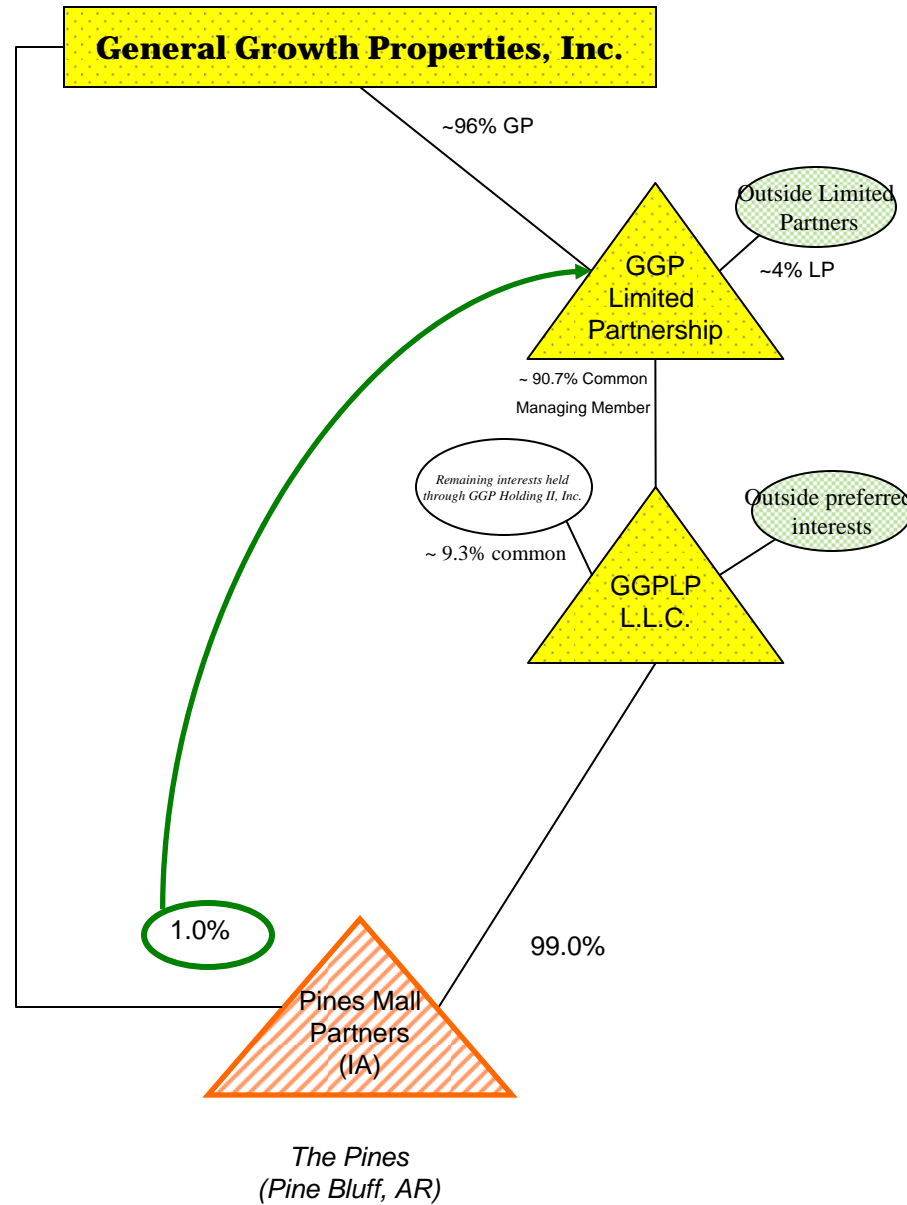 General Growth Properties, Inc.
~96% GP
Outside Limited
Partners
~4% LP
GGP
Limited
Partnership
~ 90.7% Common
Managing Member
Remaining interests held
through GGP Holding II, Inc.
~ 9.3% common
Outside preferred
interests
GGPLP
L.L.C.
1.0%
99.0%
Pines Mall
Partners
(IA)
The Pines
(Pine Bluff, AR)